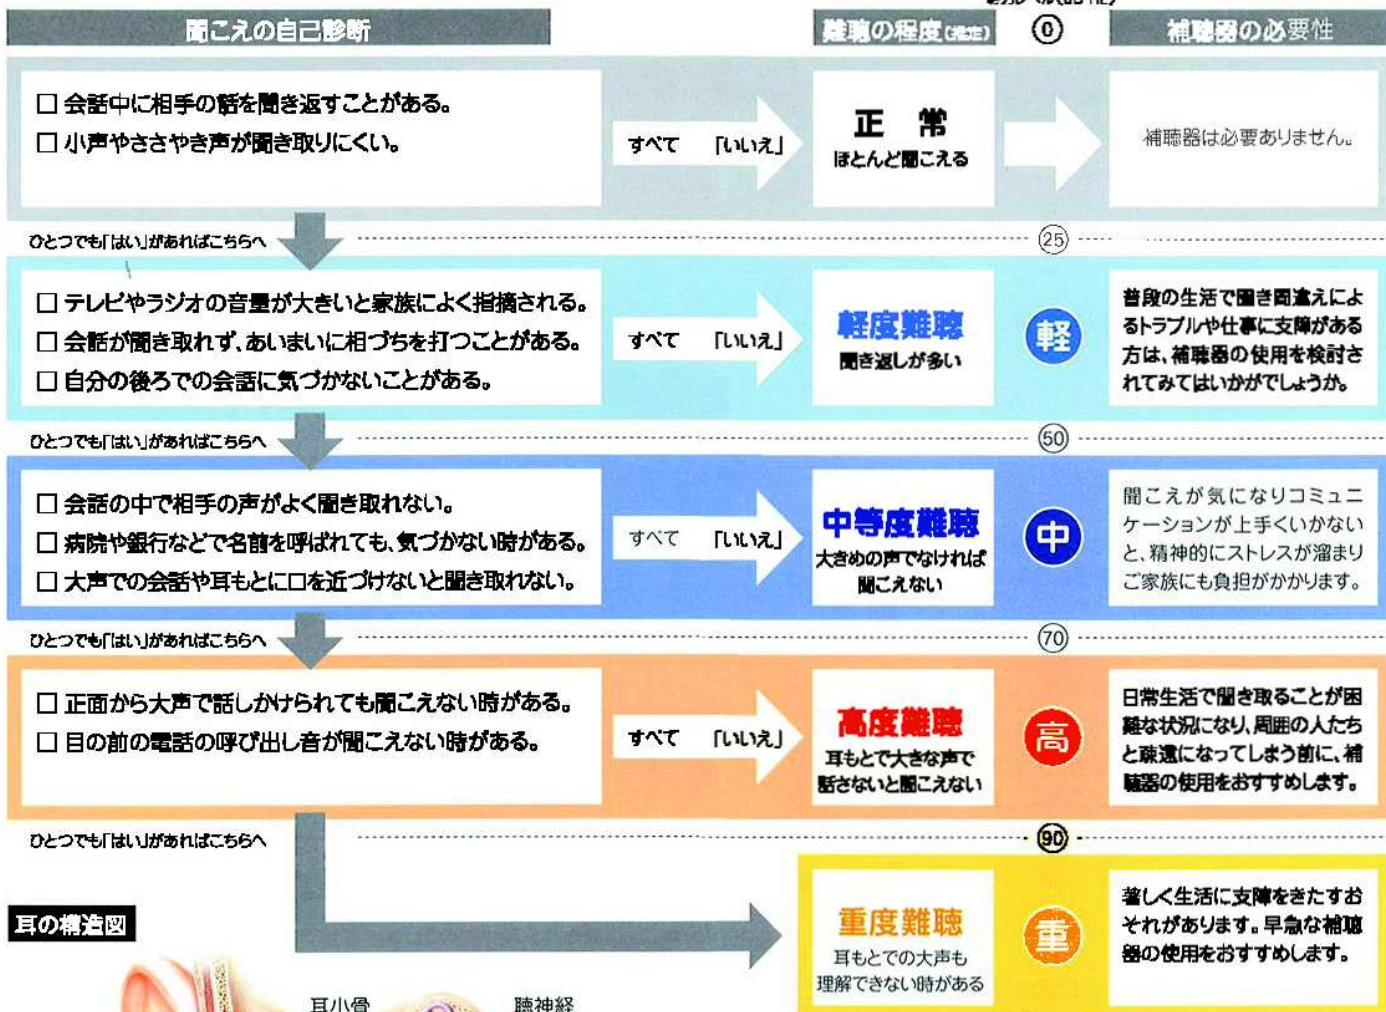 聞こえの自己診断
難聴の程度(推定)
0
補聴器の必要性
□ 会話中に相手の話を聞き返すことがある。
□ 小声やささやき声が聞き取りにくい。
すべて 「いいえ」
正 常
ほとんど聞こえる
補聴器は必要ありません。
ひとつでも「はい」があればこちらへ
25
□ テレビやラジオの音量が大きいと家族によく指摘される。
□ 会話が聞き取れず、あいまいに相づちを打つことがある。
□ 自分の後ろでの会話に気づかないことがある。
すべて 「いいえ」
軽度難聴
聞き返しが多い
軽
普段の生活で聞き間違えによ
るトラブルや仕事に支障がある
方は、補聴器の使用を検討さ
れてみてはいかがでしょうか。
ひとつでも「はい」があればこちらへ
50
□ 会話の中で相手の声がよく聞き取れない。
□ 病院や銀行などで名前を呼ばれても、気づかない時がある。
□ 大声での会話や耳もとに口を近づけないと聞き取れない。
すべて 「いいえ」
中等度難聴
大きめの声でなければ
聞こえない
中
聞こえが気になりコミュニ
ケーションが上手くいかない
と、精神的にストレスが溜まり
ご家族にも負担がかかります。
ひとつでも「はい」があればこちらへ
70
□ 正面から大声で話しかけられても聞こえない時がある。
□ 目の前の電話の呼び出し音が聞こえない時がある。
すべて 「いいえ」
高度難聴
耳もとで大きな声で
話さないと聞こえない
高
日常生活で聞き取ることが困
難な状況になり、周囲の人たち
と疎遠になってしまう前に、補
聴器の使用をおすすめします。
ひとつでも「はい」があればこちらへ
90
重度難聴
耳もとでの大声も
理解できない時がある
重
著しく生活に支障をきたすお
それがあります。早急な補聴
器の使用をおすすめします。
耳の構造図
耳小骨
聴神経